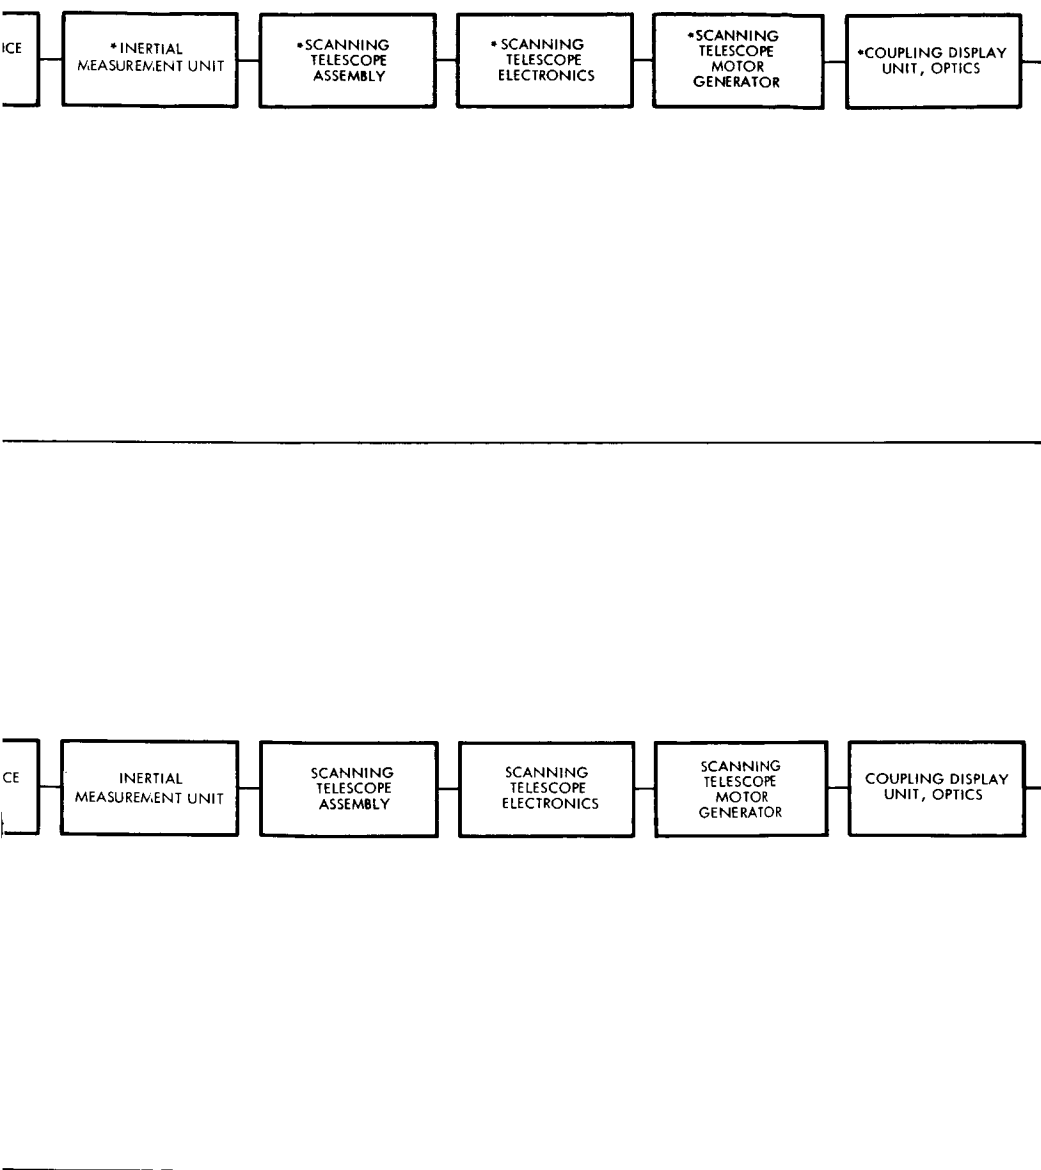 ICE
*INERTIAL
MEASUREMENT UNIT
*SCANNING
TELESCOPE
ASSEMBLY
*SCANNING
TELESCOPE
ELECTRONICS
*SCANNING
TELESCOPE
MOTOR
GENERATOR
*COUPLING DISPLAY
UNIT, OPTICS
CE
INERTIAL
MEASUREMENT UNIT
SCANNING
TELESCOPE
ASSEMBLY
SCANNING
TELESCOPE
ELECTRONICS
SCANNING
TELESCOPE
MOTOR
GENERATOR
COUPLING DISPLAY
UNIT, OPTICS